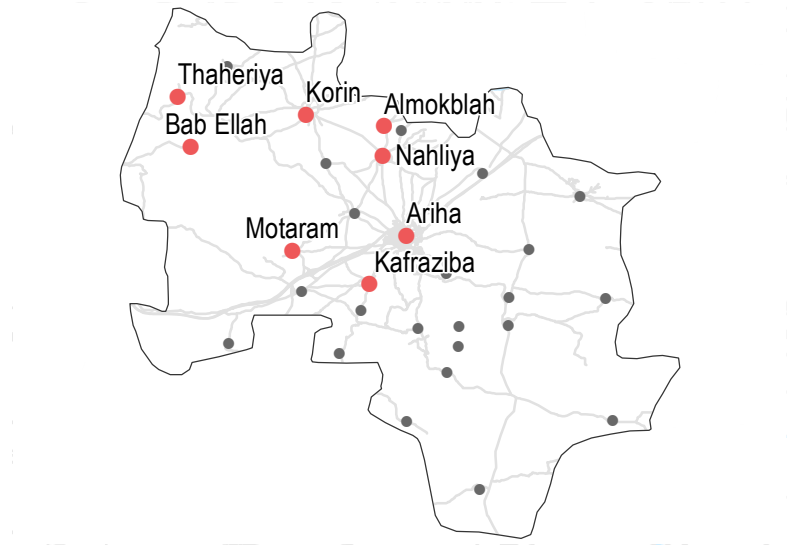 Thaheriya
Korin
Almokblah
Bab Ellah
Nahliya
Ariha
Motaram
Kafraziba